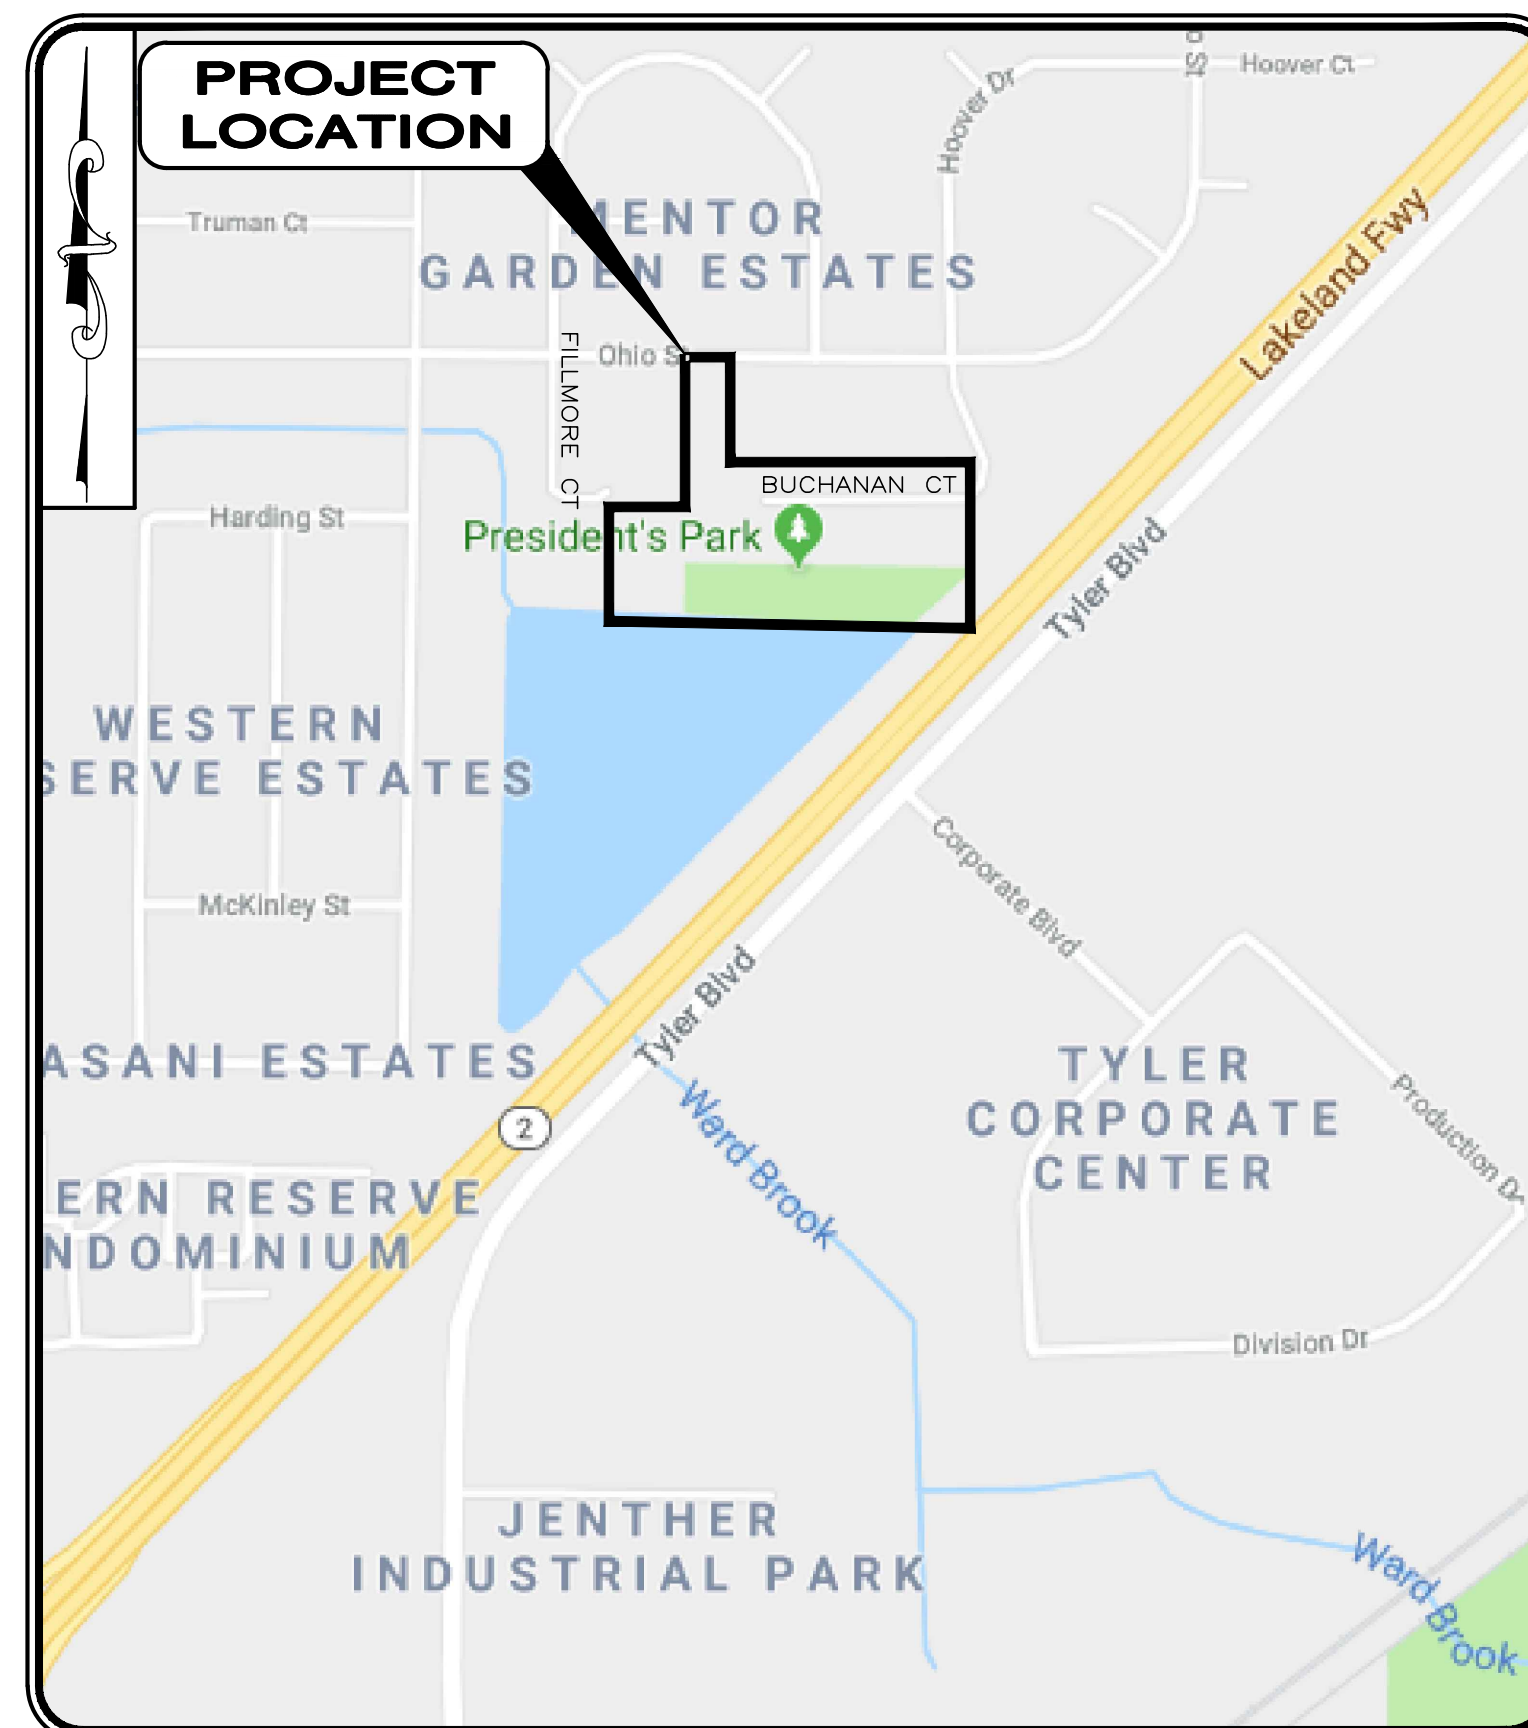 PROJECT
LOCATION
Hoover Ct
Hoover Dr
Truman Ct
MENTOR
GARDEN ESTATES
Lakeland Fwy
Ohio St
FILLMORE CT
BUCHANAN CT
Harding St
President's Park
Tyler Blvd
WESTERN
SERVE ESTATES
Corporate Blvd
McKinley St
Tyler Blvd
ASANI ESTATES
TYLER
CORPORATE
CENTER
2
Ward Brook
Production Dr
ERN RESERVE
NDOMINIUM
Division Dr
JENTHER
INDUSTRIAL PARK
Ward Brook